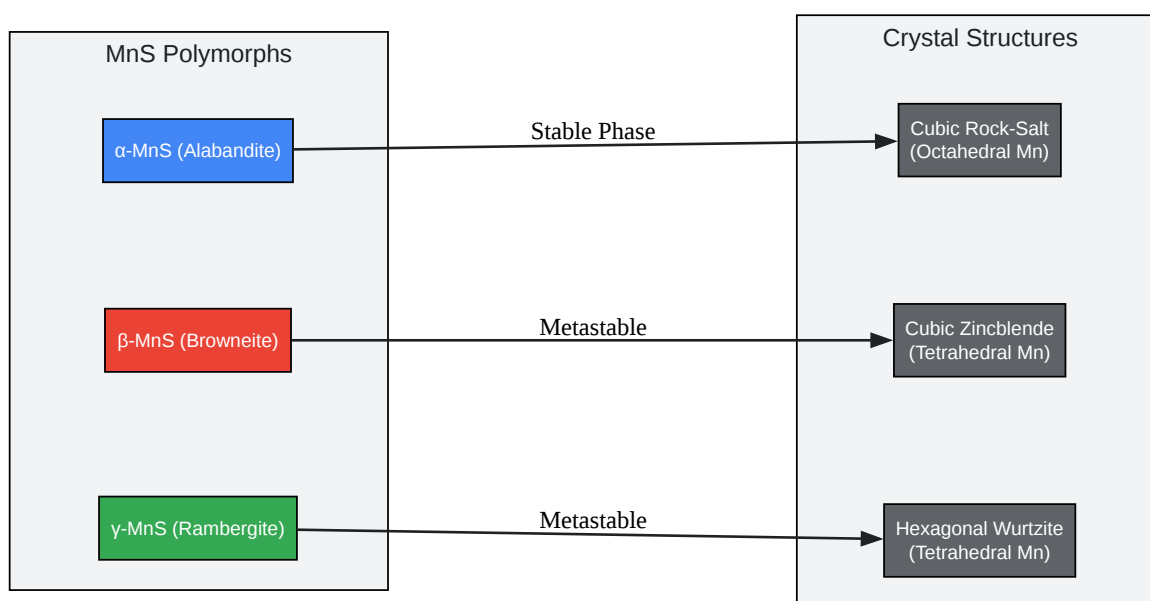 MnS Polymorphs
Crystal Structures
α-MnS (Alabandite)
Stable Phase
Cubic Rock-Salt
(Octahedral Mn)
β-MnS (Browneite)
Metastable
Cubic Zincblende
(Tetrahedral Mn)
γ-MnS (Rambergite)
Metastable
Hexagonal Wurtzite
(Tetrahedral Mn)